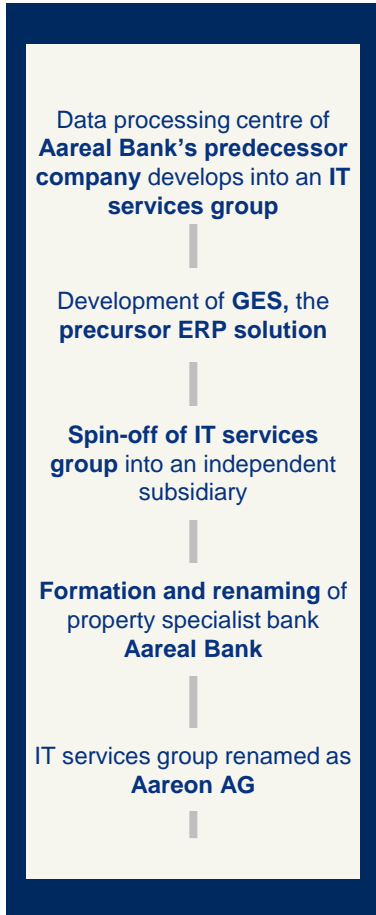 Data processing centre of
Aareal Bank's predecessor
company develops into an IT
services group
Development of GES, the
precursor ERP solution
Spin-off of IT services
group into an independent
subsidiary
Formation and renaming of
property specialist bank
Aareal Bank
IT services group renamed as
Aareon AG